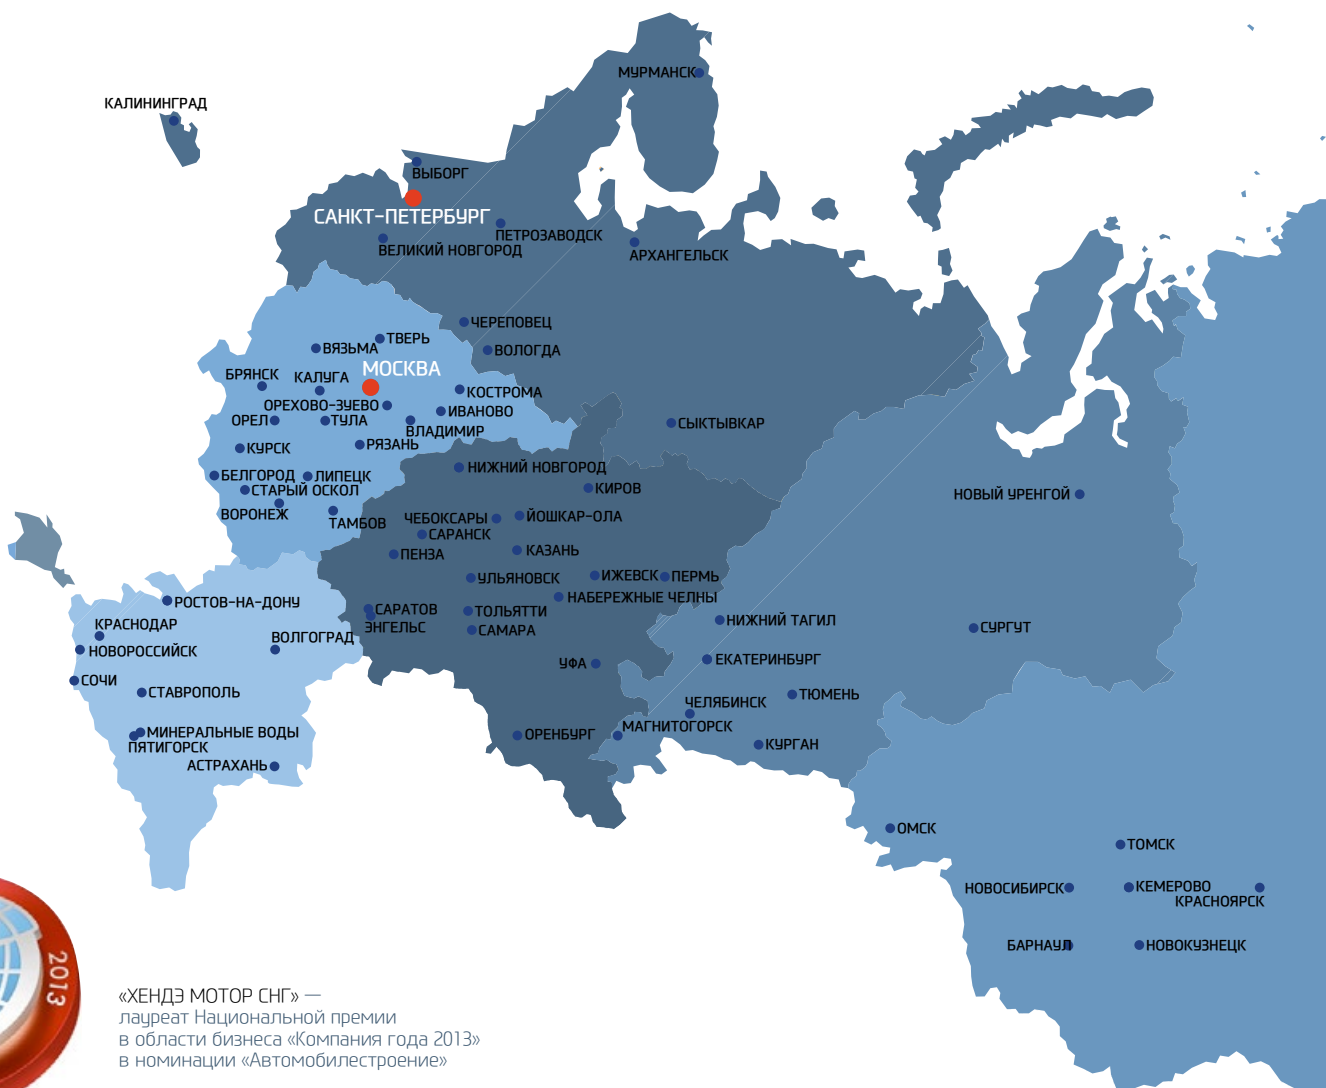 МУРМАНСК
КАЛИНИНГРАД
ВЫБОРГ
САНКТ-ПЕТЕРБУРГ
ПЕТРОЗАВОДСК
ВЕЛИКИЙ НОВГОРОД
АРХАНГЕЛЬСК
ЧЕРЕПОВЕЦ
ТВЕРЬ
ВЯЗЬМА
ВОЛОГДА
МОСКВА
БРЯНСК
КАЛУГА
КОСТРОМА
ОРЕХОВО-ЗУЕВО
ИВАНОВО
ОРЕЛ
ТУЛА
СЫКТЫВКАР
ВЛАДИМИР
РЯЗАНЬ
КУРСК
НИЖНИЙ НОВГОРОД
БЕЛГОРОД
ЛИПЕЦК
СТАРЫЙ ОСКОЛ
КИРОВ
НОВЫЙ УРЕНГОЙ
ВОРОНЕЖ
ТАМБОВ
ЧЕБОКСАРЫ
ЙОШКАР-ОЛА
САРАНСК
ПЕНЗА
КАЗАНЬ
УЛЬЯНОВСК
ИЖЕВСК
ПЕРМЬ
НАБЕРЕЖНЫЕ ЧЕЛНЫ
РОСТОВ-НА-ДОНУ
САРАТОВ
ТОЛЬЯТТИ
НИЖНИЙ ТАГИЛ
КРАСНОДАР
ЭНГЕЛЬС
САМАРА
СУРГУТ
ВОЛГОГРАД
НОВОРОССИЙСК
УФА
ЕКАТЕРИНБУРГ
СОЧИ
СТАВРОПОЛЬ
ТЮМЕНЬ
ЧЕЛЯБИНСК
МАГНИТОГОРСК
МИНЕРАЛЬНЫЕ ВОДЫ
ОРЕНБУРГ
ПЯТИГОРСК
КУРГАН
АСТРАХАНЬ
ОМСК
ТОМСК
НОВОСИБИРСК
КЕМЕРОВО
КРАСНОЯРСК
БАРНАУЛ
НОВОКУЗНЕЦК
2013
«ХЕНДЭ МОТОР СНГ» —
лауреат Национальной премии
в области бизнеса «Компания года 2013»
в номинации «Автомобилестроение»